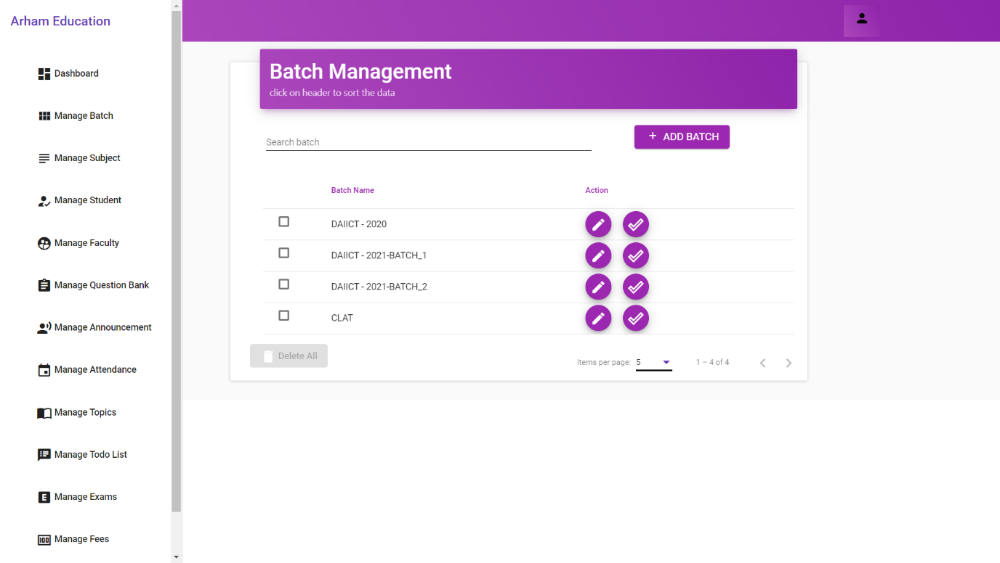 Arham Education
Dashboard
Manage Batch
Manage Subject
Manage Student
Manage Faculty
Manage Question Bank
Manage Announcement
Manage Attendance
Manage Topics
Manage Todo List
E Manage Exams
100 Manage Fees
Batch Management
click on header to sort the data
Search batch
+ ADD BATCH
Batch Name Action
DAIICT - 2020
DAIICT - 2021-BATCH_1
DAIICT - 2021-BATCH_2
CLAT
Delete All
Items per page: 5 1 – 4 of 4